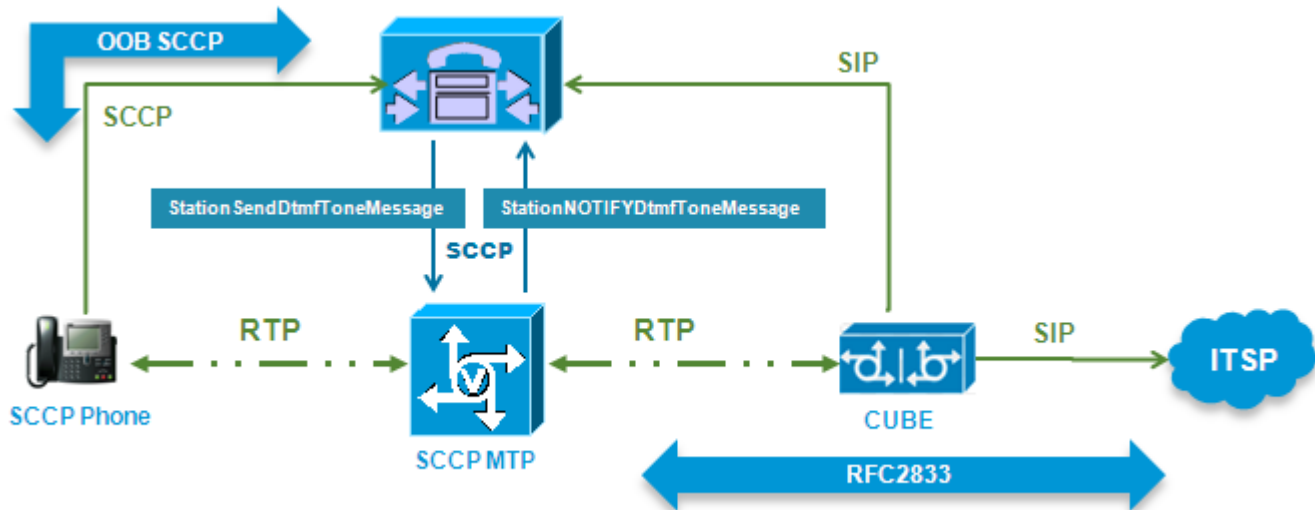 OOB SCCP
SIP
SCCP
StationSendDtmfToneMessage
StationNOTIFYDtmfToneMessage
SCCP
RTP
RTP
SIP
ITSP
V
SCCP Phone
CUBE
SCCP MTP
RFC2833